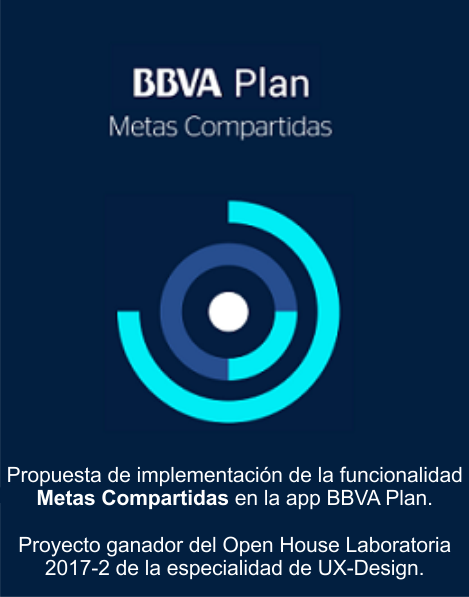 BBVA Plan
Metas Compartidas
Propuesta de implementación de la funcionalidad
Metas Compartidas en la app BBVA Plan.
Proyecto ganador del Open House Laboratoria
2017-2 de la especialidad de UX-Design.